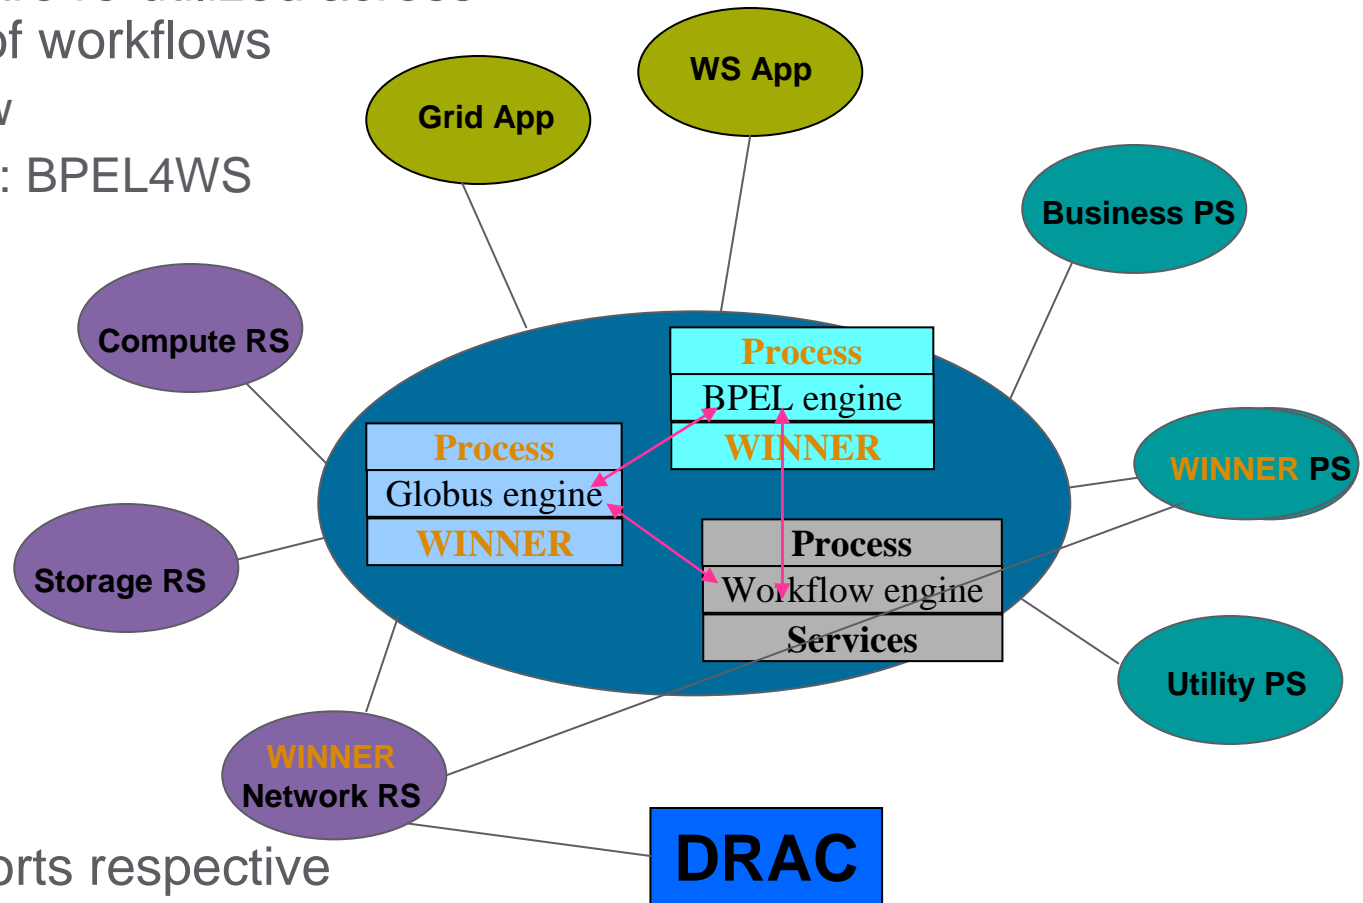 of workflows
: BPEL4WS
Grid App
WS App
Business PS
Compute RS
Process
BPEL engine
WINNER
Process
Globus engine
WINNER
WINNER PS
Process
Workflow engine
Services
Storage RS
Utility PS
WINNER
Network RS
DRAC
respective